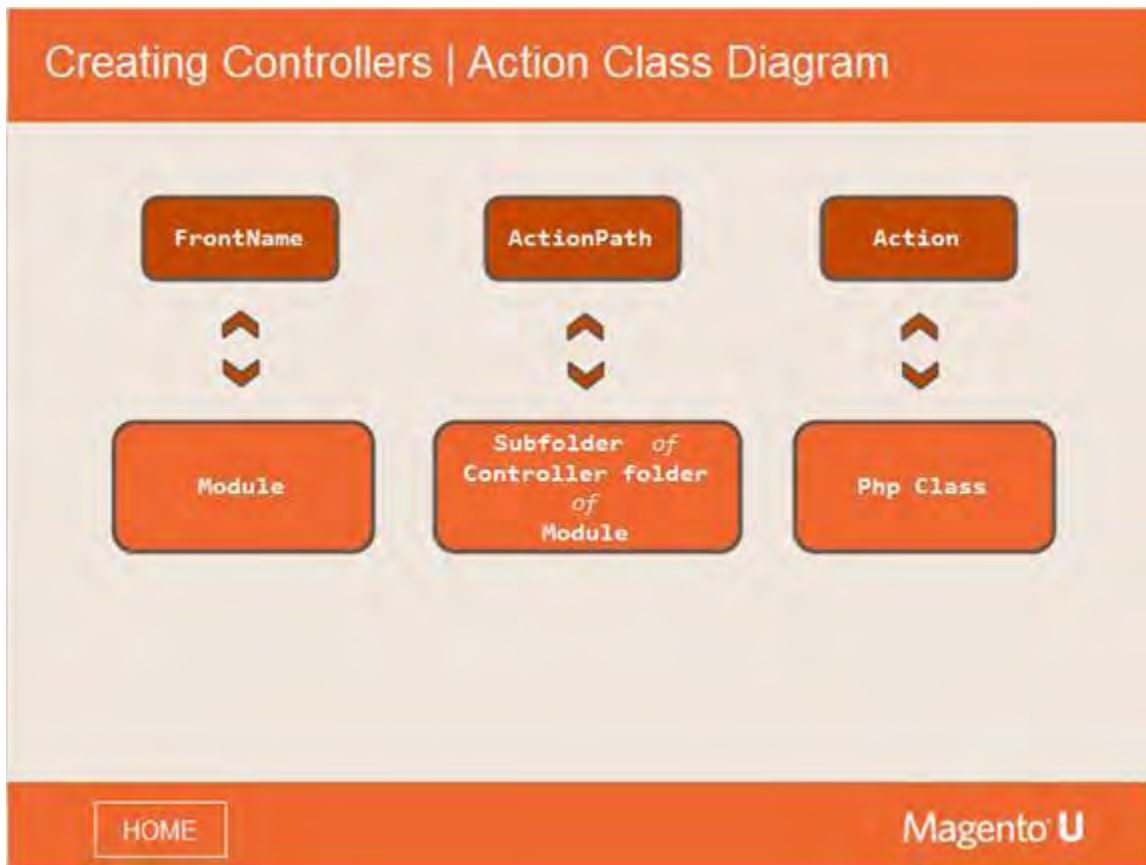 Creating Controllers | Action Class Diagram
FrontName
ActionPath
Action
Module
Subfolder of
Controller folder
of
Module
Php Class
HOME
Magento U